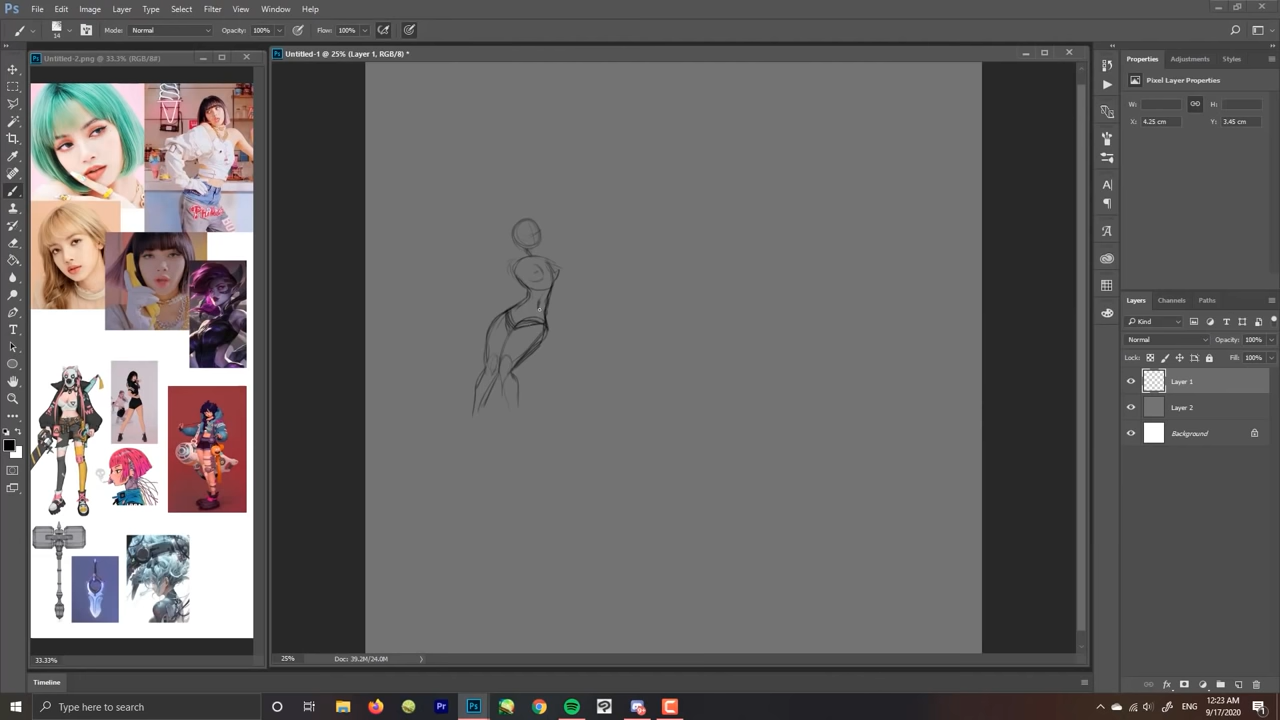 Ps File Edit Image Layer Type Select Filter 3D View Window Help
14 Mode: Normal Opacity: 100% Flow: 100%
Untitled-2.png @ 33.3% (RGB/8#)
Untitled-1 @ 25% (Layer 1, RGB/8) *
Properties Adjustments Styles
Pixel Layer Properties
W: H:
X: 4.25 cm Y: 3.45 cm
Layers Channels Paths
Kind
Normal Opacity: 100%
Lock: Fill: 100%
Layer 1
Layer 2
Background
33.33%
25% Doc: 39.2M/24.0M
Timeline
Type here to search
Pr Ps
ENG
12:23 AM
9/17/2020